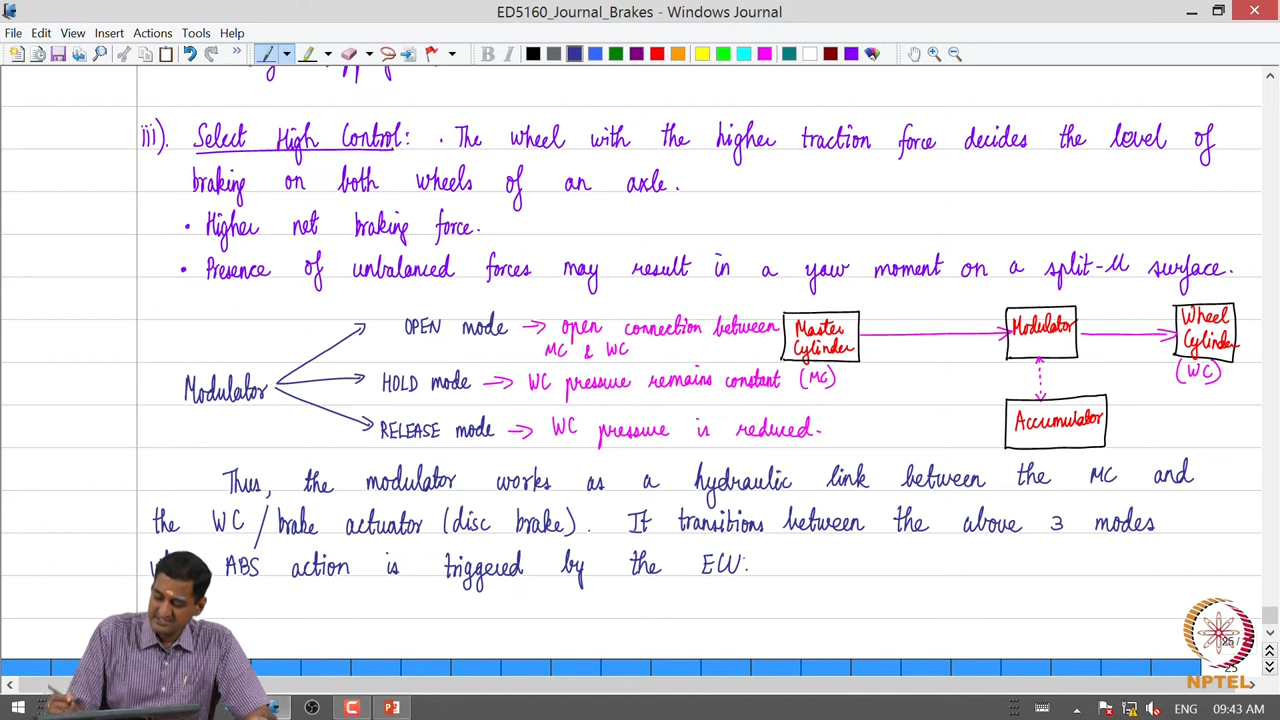 ED5160_Journal_Brakes - Windows Journal
File Edit View Insert Actions Tools Help
iii). Select High Control: · The wheel with the higher traction force decides the level of
braking on both wheels of an axle.
· Higher net braking force.
· Presence of unbalanced forces may result in a yaw moment on a split-μ surface.
Modulator
OPEN mode → open connection between
MC & WC
HOLD mode → WC pressure remains constant
RELEASE mode → WC pressure is reduced.
Master
Cylinder
(MC)
Modulator
Wheel
Cylinder
(WC)
Accumulator
Thus, the modulator works as a hydraulic link between the MC and
the WC/brake actuator (disc brake). It transitions between the above 3 modes
ABS action is triggered by the ECU.
25 /
25
NPTEL
ENG 09:43 AM